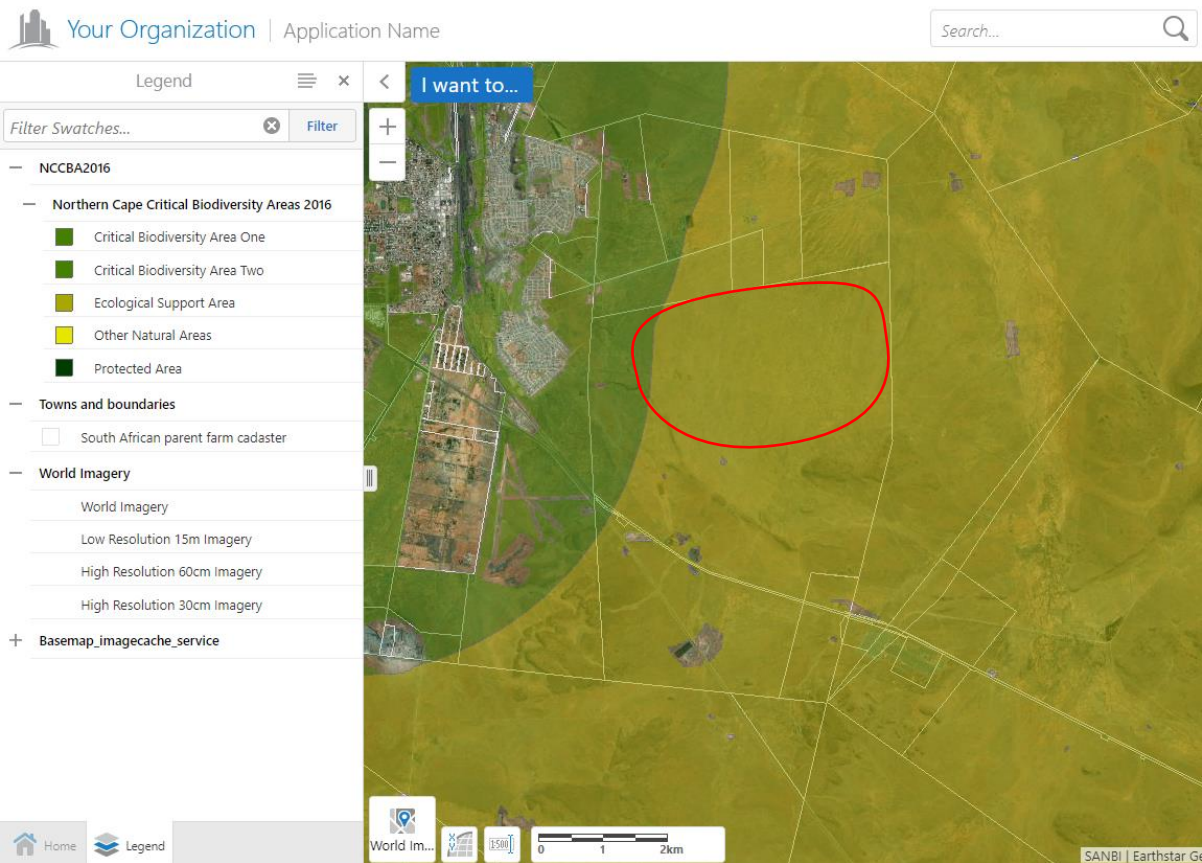 Your Organization | Application Name
Search...
Legend
I want to...
Filter Swatches...
Filter
NCCBA2016
Northern Cape Critical Biodiversity Areas 2016
Critical Biodiversity Area One
Critical Biodiversity Area Two
Ecological Support Area
Other Natural Areas
Protected Area
Towns and boundaries
South African parent farm cadaster
World Imagery
World Imagery
Low Resolution 15m Imagery
High Resolution 60cm Imagery
High Resolution 30cm Imagery
Basemap_imagecache_service
Home
Legend
World Im...
1:500
0 1 2km
SANBI | Earthstar Ge